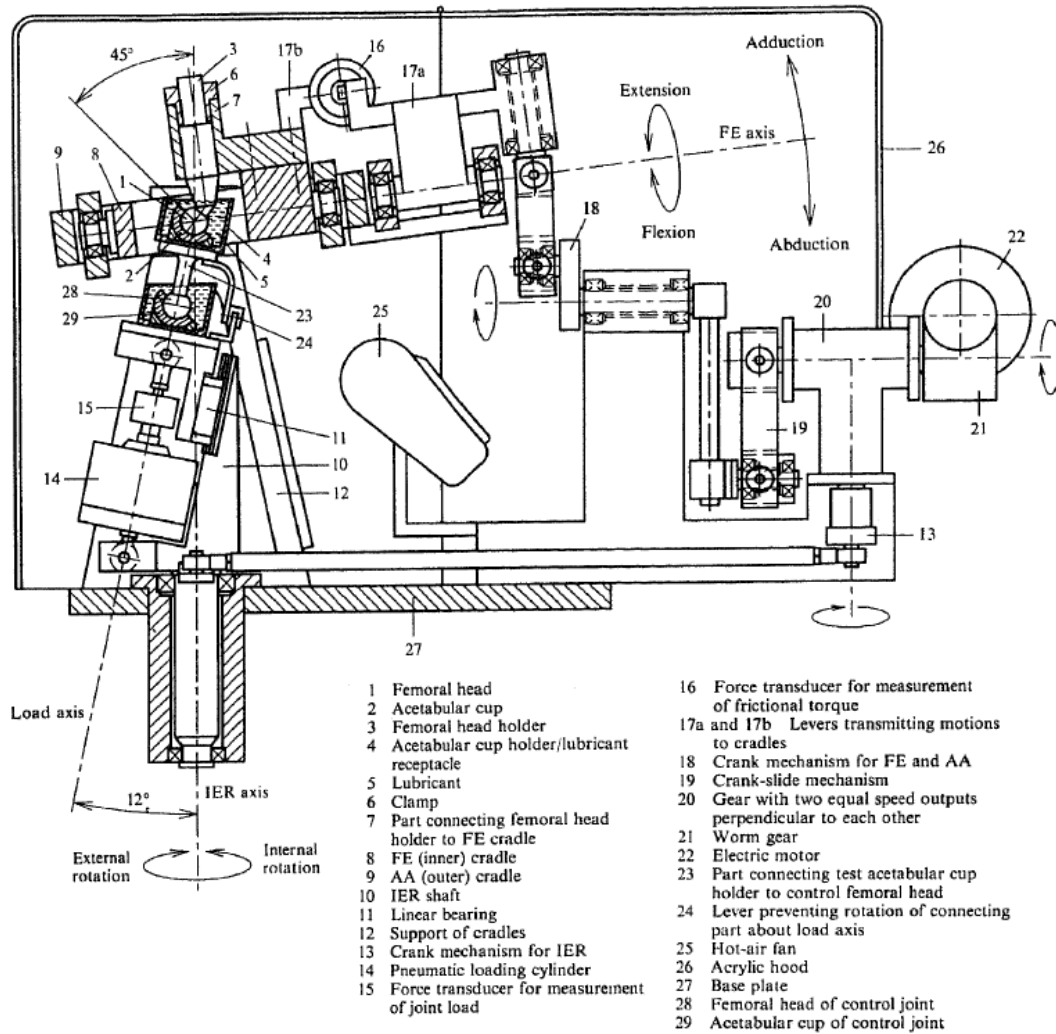 45°
3
6
7
17b
16
17a
Adduction
Extension
FE axis
26
9
8
1
18
Flexion
Abduction
22
2
4
5
28
23
29
24
25
20
15
11
19
21
14
10
12
13
27
Load axis
12°
IER axis
External rotation
Internal rotation
1 Femoral head
2 Acetabular cup
3 Femoral head holder
4 Acetabular cup holder/lubricant
receptacle
5 Lubricant
6 Clamp
7 Part connecting femoral head
holder to FE cradle
8 FE (inner) cradle
9 AA (outer) cradle
10 IER shaft
11 Linear bearing
12 Support of cradles
13 Crank mechanism for IER
14 Pneumatic loading cylinder
15 Force transducer for measurement
of joint load
16 Force transducer for measurement
of frictional torque
17a and 17b Levers transmitting motions
to cradles
18 Crank mechanism for FE and AA
19 Crank-slide mechanism
20 Gear with two equal speed outputs
perpendicular to each other
21 Worm gear
22 Electric motor
23 Part connecting test acetabular cup
holder to control femoral head
24 Lever preventing rotation of connecting
part about load axis
25 Hot-air fan
26 Acrylic hood
27 Base plate
28 Femoral head of control joint
29 Acetabular cup of control joint